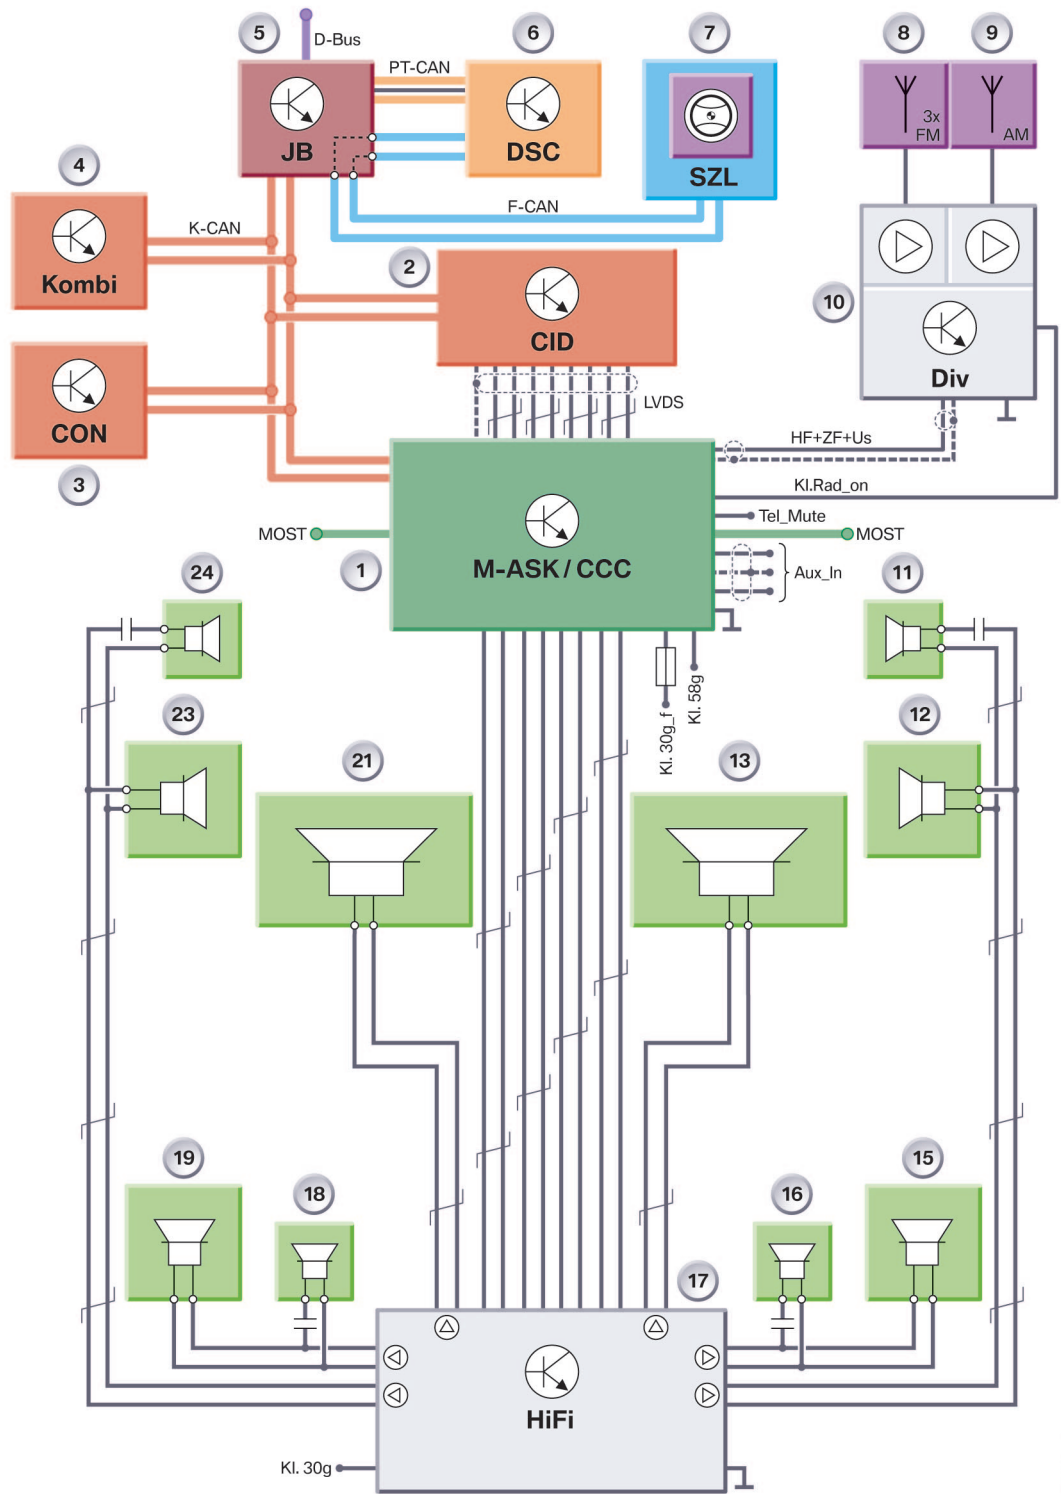 5
6
7
8
9
D-Bus
PT-CAN
JB
DSC
SZL
3x
FM
AM
4
F-CAN
K-CAN
Kombi
2
10
CID
Div
CON
LVDS
3
HF+ZF+Us
Kl.Rad_on
Tel_Mute
MOST
MOST
1
M-ASK / CCC
Aux_In
24
11
Kl. 58g
Kl. 30g_f
23
12
21
13
19
18
16
15
17
HiFi
Kl. 30g